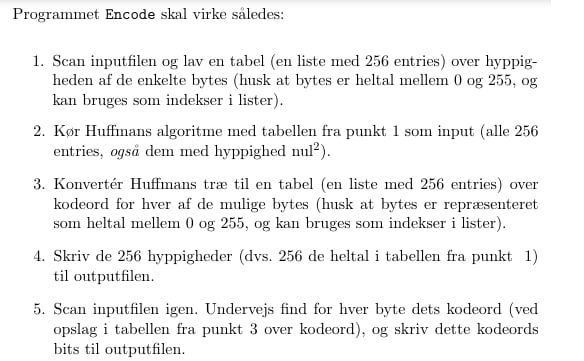 Programmet Encode skal virke således:
1. Scan inputfilen og lav en tabel (en liste med 256 entries) over hyppig-
heden af de enkelte bytes (husk at bytes er heltal mellem 0 og 255, og
kan bruges som indekser i lister).
2. Kør Huffmans algoritme med tabellen fra punkt 1 som input (alle 256
entries, også dem med hyppighed nul²).
3. Konvertér Huffmans træ til en tabel (en liste med 256 entries) over
kodeord for hver af de mulige bytes (husk at bytes er repræsenteret
som heltal mellem 0 og 255, og kan bruges som indekser i lister).
4. Skriv de 256 hyppigheder (dvs. 256 de heltal i tabellen fra punkt 1)
til outputfilen.
5. Scan inputfilen igen. Undervejs find for hver byte dets kodeord (ved
opslag i tabellen fra punkt 3 over kodeord), og skriv dette kodeords
bits til outputfilen.